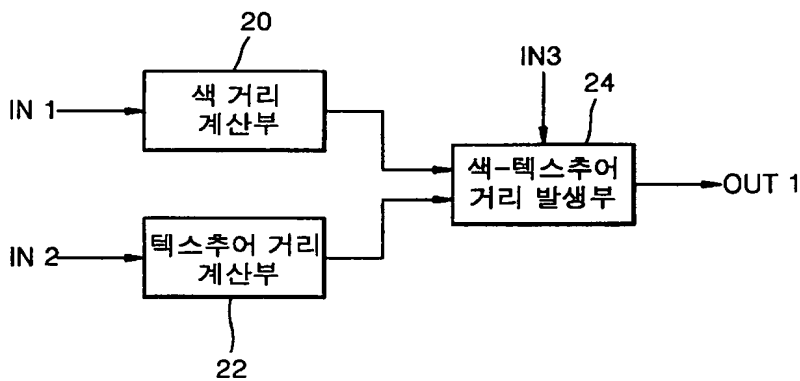 20
IN 1
색 거리
계산부
IN3
24
색-텍스추어
거리 발생부
OUT 1
IN 2
텍스추어 거리
계산부
22